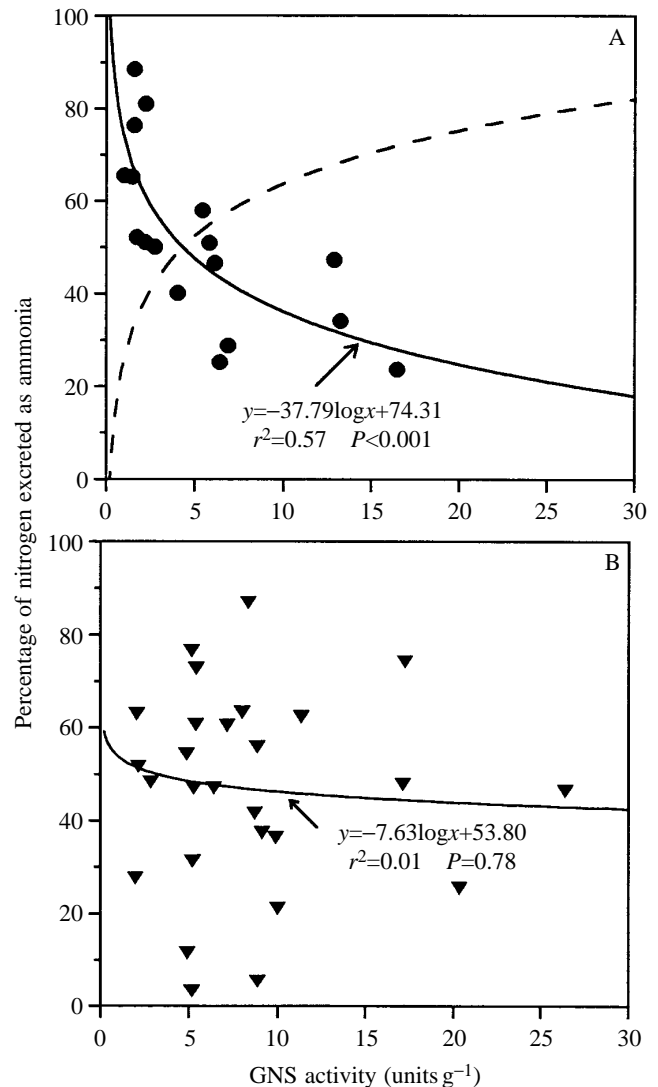 100
A
80
60
40
20
0
y=−37.79logx+74.31
r²=0.57 P<0.001
0 5 10 15 20 25 30
Percentage of nitrogen excreted as ammonia
100
B
80
60
40
20
0
y=−7.63logx+53.80
r²=0.01 P=0.78
0 5 10 15 20 25 30
GNS activity (units g⁻¹)